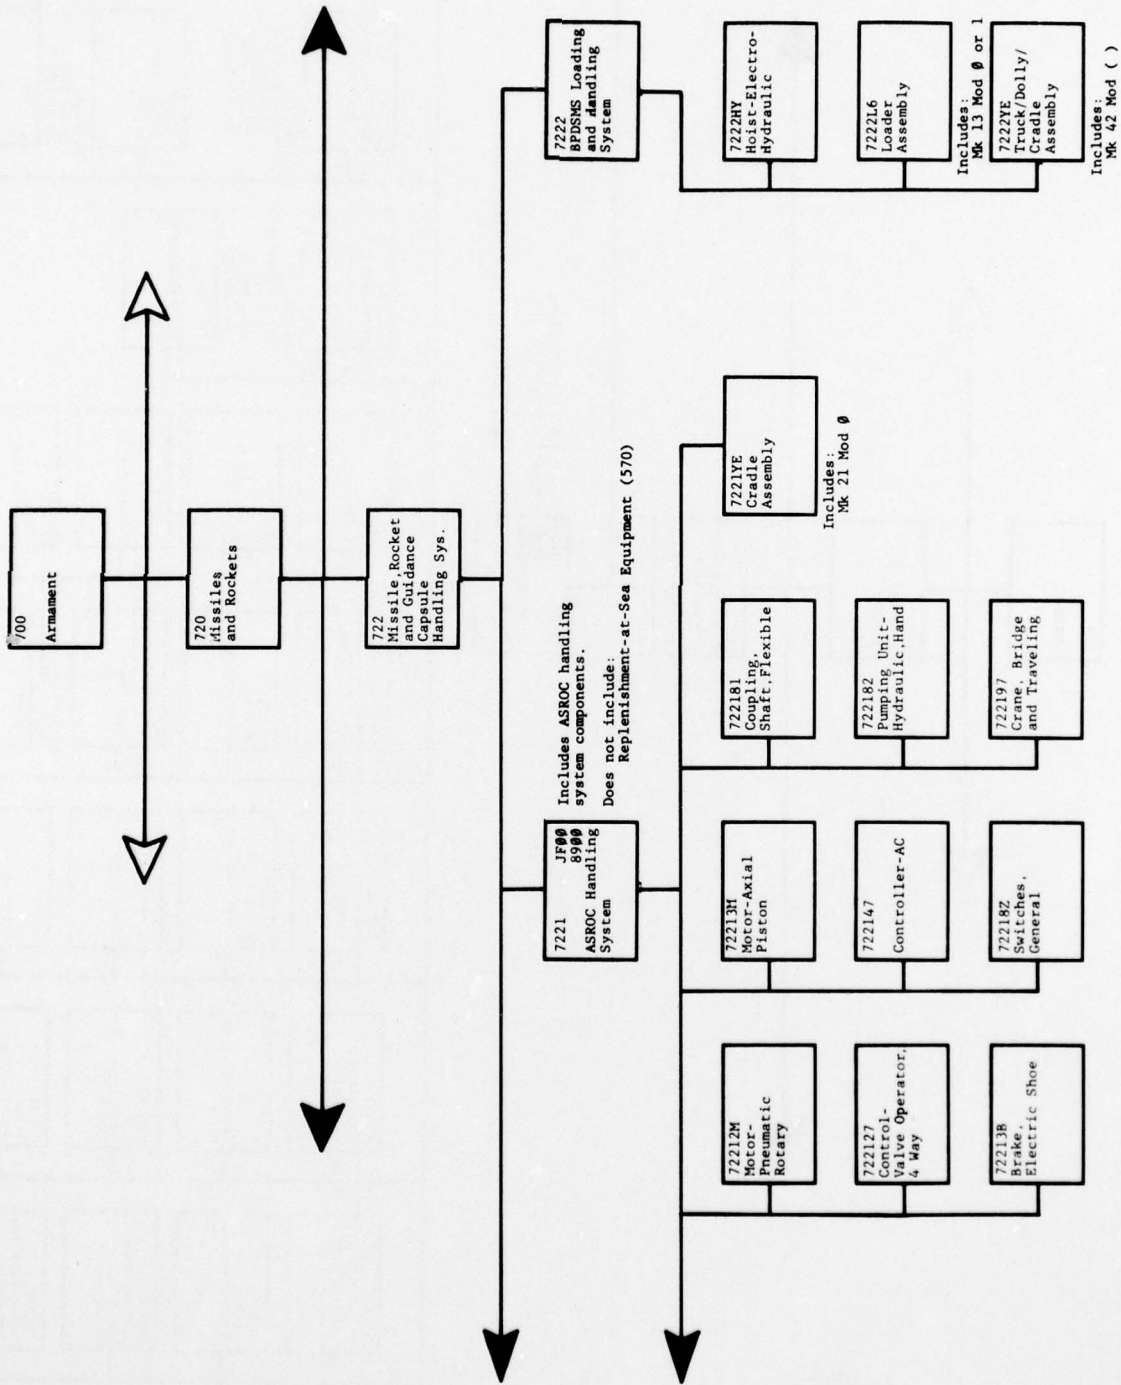 700
Armament
720
Missiles
and Rockets
722
Missile,Rocket
and Guidance
Capsule
Handling Sys.
7221 JF00
8900
ASROC Handling
System
Includes ASROC handling
system components.
Does not include:
Replenishment-at-Sea Equipment (570)
7222
BPDSMS Loading
and Handling
System
72212M
Motor-
Pneumatic
Rotary
722127
Control-
Valve Operator,
4 Way
72213B
Brake,
Electric Shoe
72213M
Motor-Axial
Piston
722147
Controller-AC
72218Z
Switches,
General
722181
Coupling,
Shaft,Flexible
722182
Pumping Unit-
Hydraulic,Hand
722197
Crane, Bridge
and Traveling
7221YE
Cradle
Assembly
Includes:
Mk 21 Mod Ø
7222HY
Hoist-Electro-
Hydraulic
7222L6
Loader
Assembly
Includes:
Mk 13 Mod Ø or 1
7222YE
Truck/Dolly/
Cradle
Assembly
Includes:
Mk 42 Mod ( )